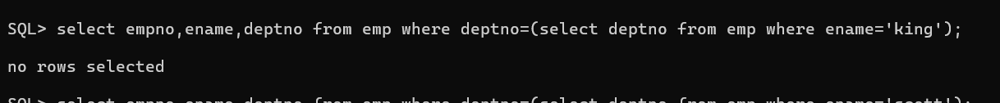 SQL> select empno,ename,deptno from emp where deptno=(select deptno from emp where ename='king');
no rows selected
SQL> select empno,ename,deptno from emp where deptno=(select deptno from emp where ename='scott');